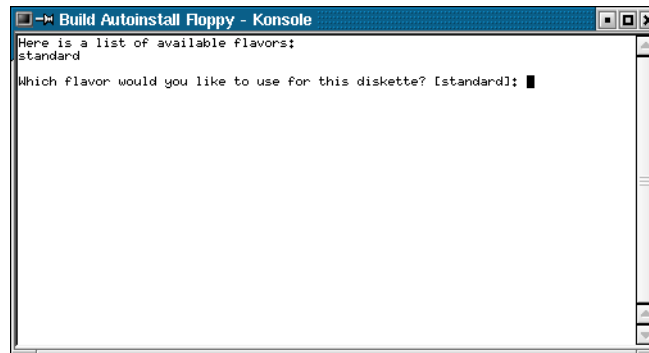 Build Autoinstall Floppy - Konsole
Here is a list of available flavors:
standard
Which flavor would you like to use for this diskette? [standard]: